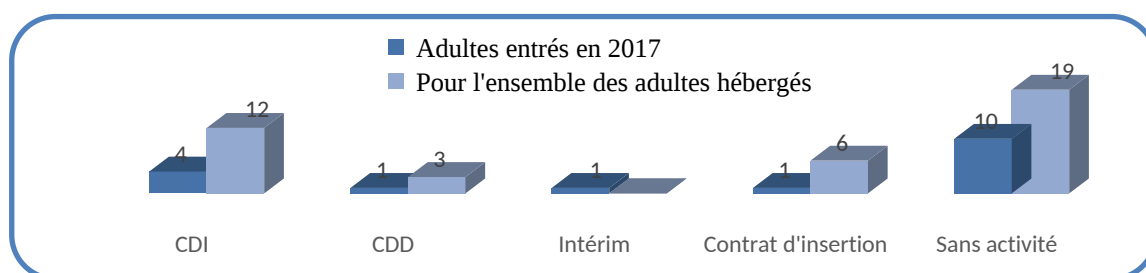 Adultes entrés en 2017
Pour l'ensemble des adultes hébergés
4 12 1 3 1 1 6 10 19
CDI CDD Intérim Contrat d'insertion Sans activité